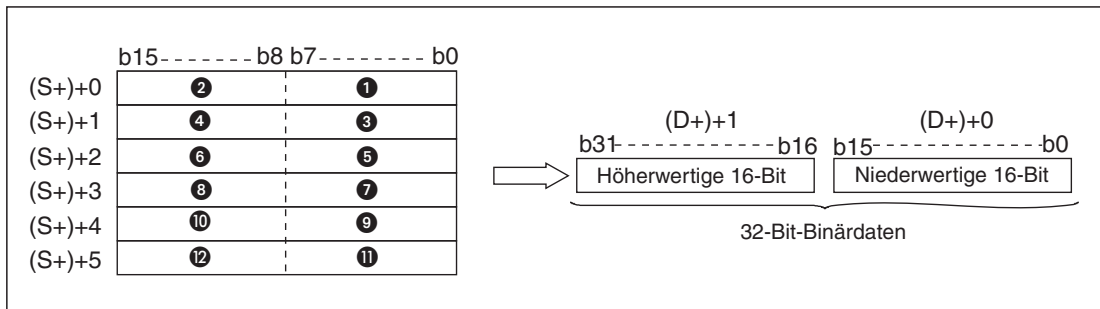 b15- - - - - - - b8 b7- - - - - - - - b0
(S+)+0 ❷ ❶
(S+)+1 ❹ ❸
(S+)+2 ❻ ❺
(S+)+3 ❽ ❼
(S+)+4 ❿ ❾
(S+)+5 ⓬ ⓫
(D+)+1 (D+)+0
b31- - - - - - - - - - - b16 b15- - - - - - - - - - -b0
Höherwertige 16-Bit Niederwertige 16-Bit
32-Bit-Binärdaten